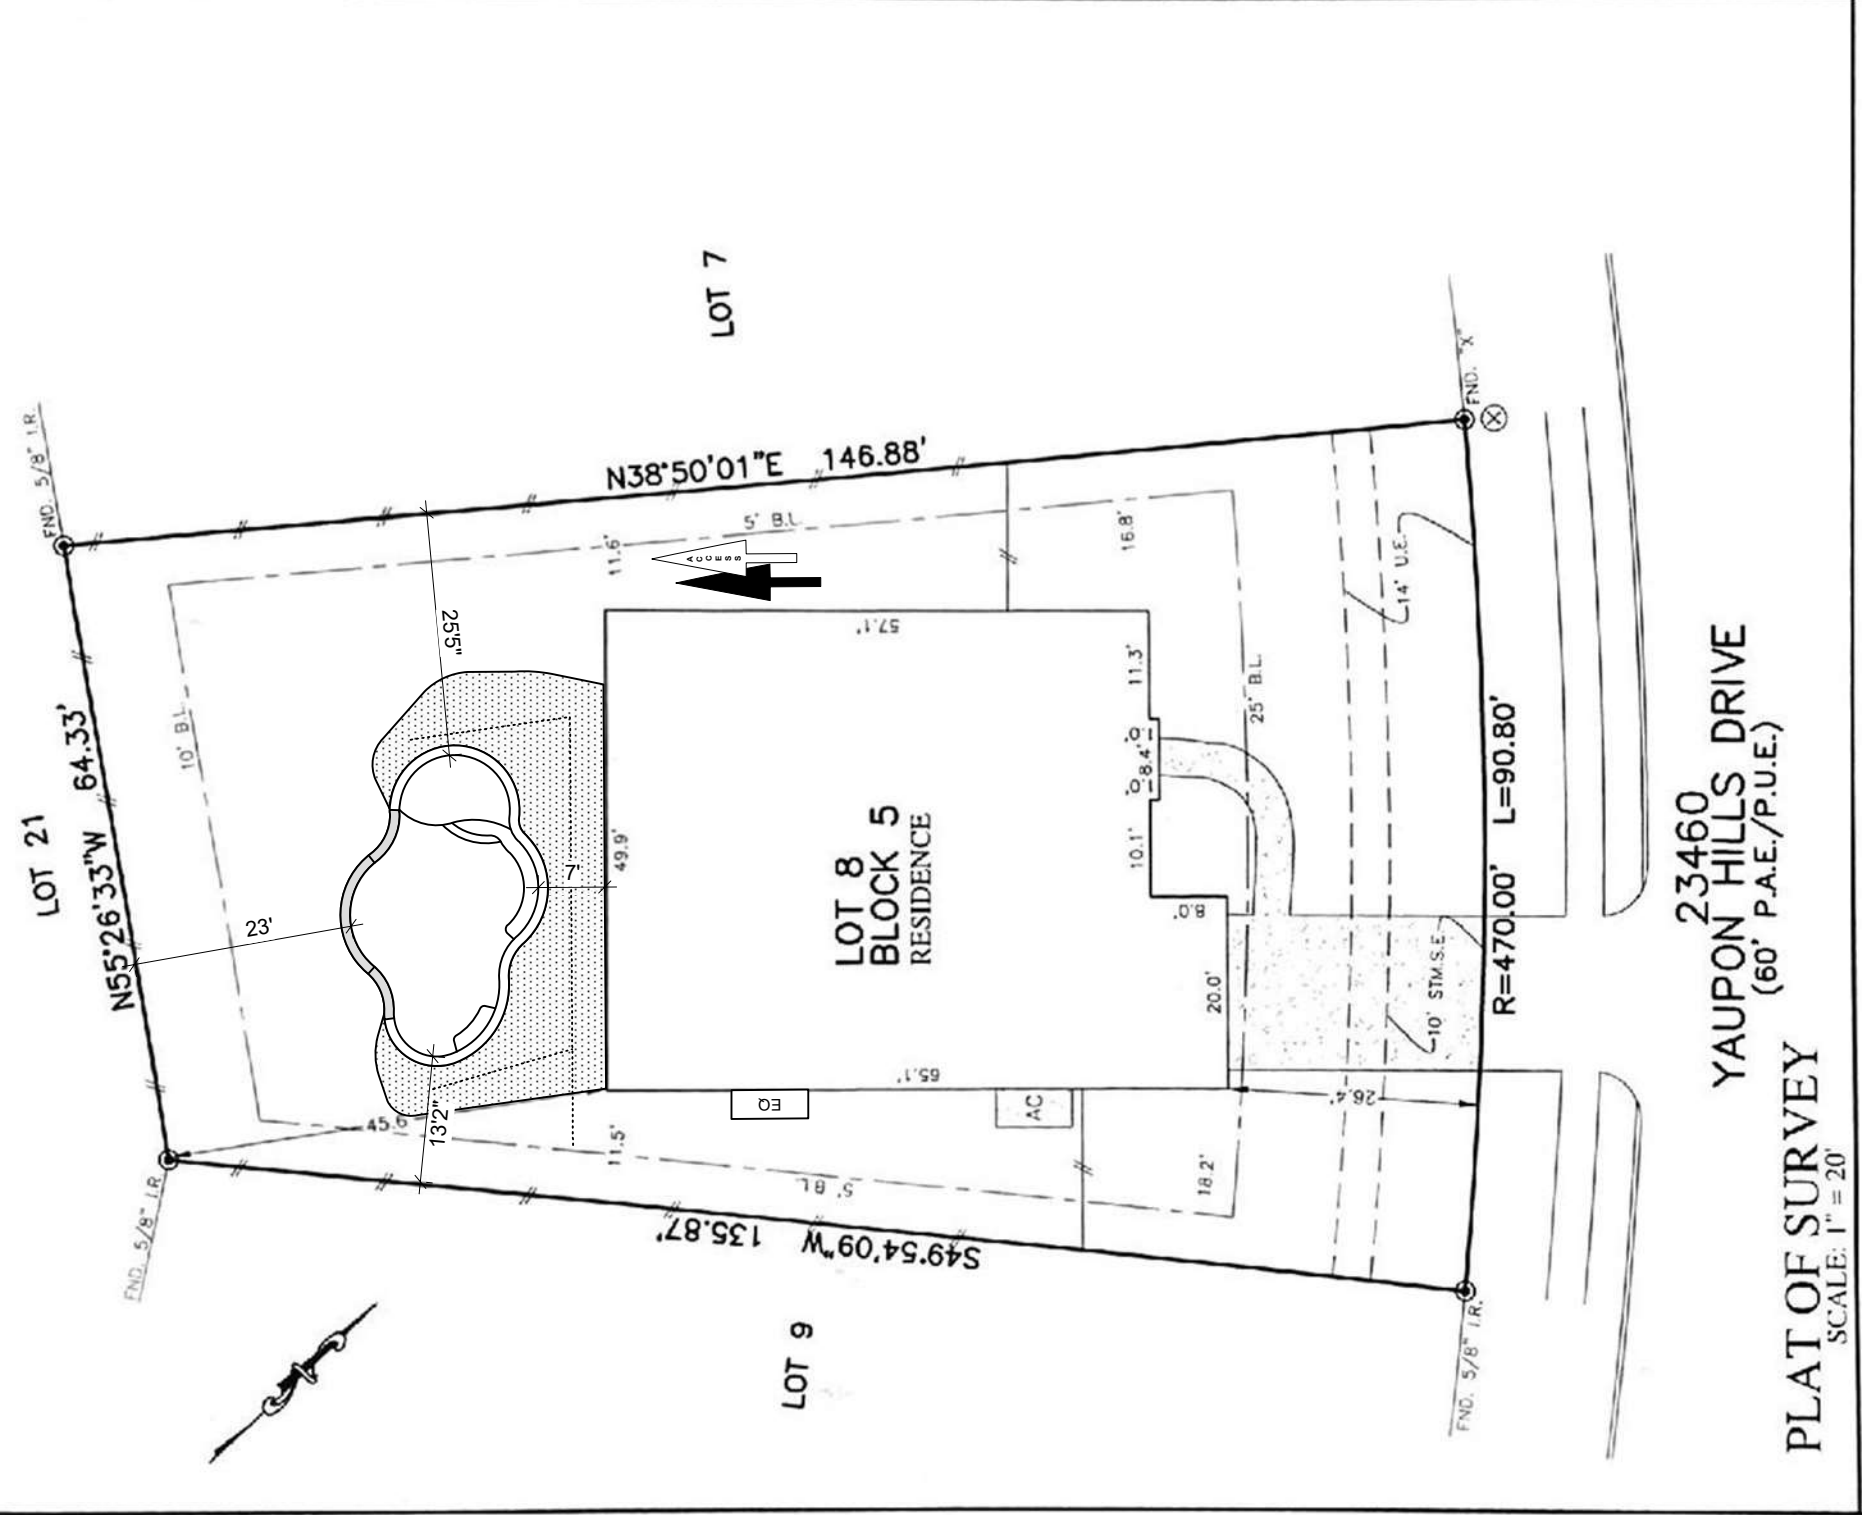 LOT 21
FND. 5/8" I.R.
N55°26'33"W 64.33'
10' B.L.
23'
25'5"
FND. 5/8" I.R.
45.6
13'2"
7'
LOT 7
N38°50'01"E 146.88'
5' B.L.
11.6'
ACCESS
57.1'
49.9'
LOT 8
BLOCK 5
RESIDENCE
65.1'
EQ
AC
11.5'
5' BL
S49°54'09"W 135.87'
LOT 9
16.8'
11.3'
8.4'
10.1'
8.0'
20.0'
18.2'
25' B.L.
26.4'
14' U.E.
10' STM.S.E.
FND. "X"
FND. 5/8" I.R.
R=470.00' L=90.80'
23460
YAUPON HILLS DRIVE
(60' P.A.E./P.U.E.)
PLAT OF SURVEY
SCALE: 1" = 20'